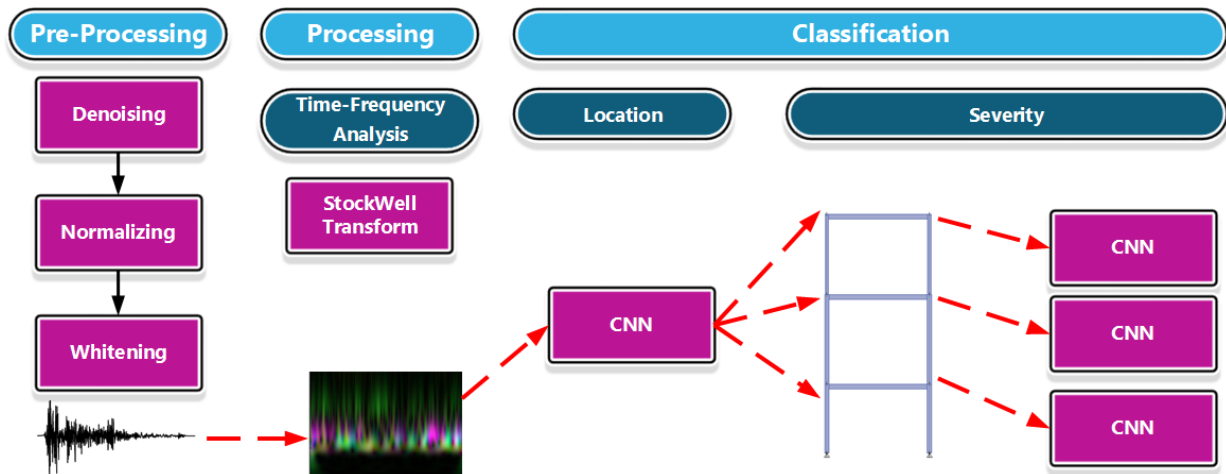 Pre-Processing
Processing
Classification
Denoising
Normalizing
Whitening
Time-Frequency
Analysis
StockWell
Transform
Location
Severity
CNN
CNN
CNN
CNN